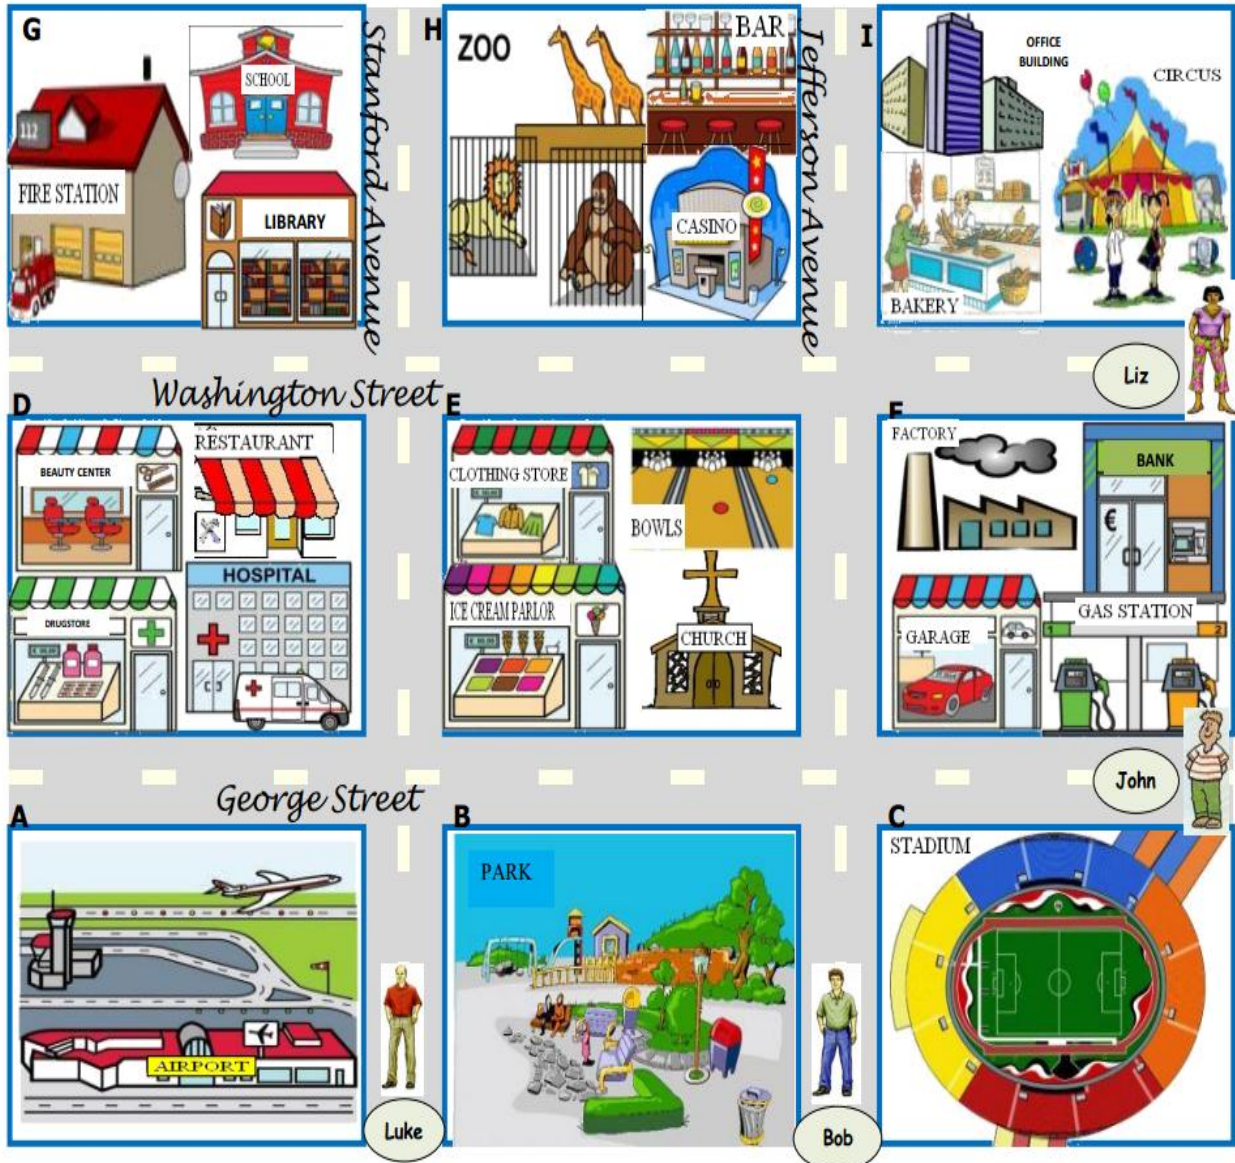 G
H
I
ZOO
BAR
OFFICE
BUILDING
CIRCUS
SCHOOL
112
FIRE STATION
LIBRARY
CASINO
BAKERY
Stanford Avenue
Jefferson Avenue
Liz
Washington Street
D
E
F
BEAUTY CENTER
RESTAURANT
CLOTHING STORE
BOWLS
FACTORY
BANK
€
HOSPITAL
DRUGSTORE
ICE CREAM PARLOR
CHURCH
GARAGE
GAS STATION
1
2
John
George Street
A
B
C
PARK
STADIUM
AIRPORT
Luke
Bob